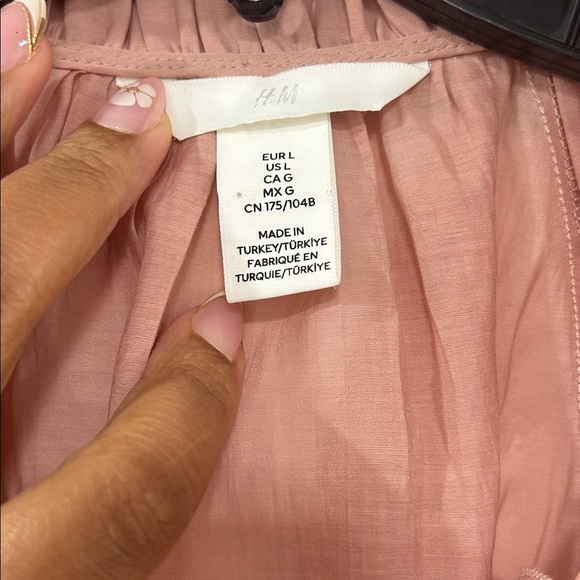 H&M
EUR L
US L
CA G
MX G
CN 175/104B
MADE IN
TURKEY/TÜRKİYE
FABRIQUÉ EN
TURQUIE/TÜRKİYE